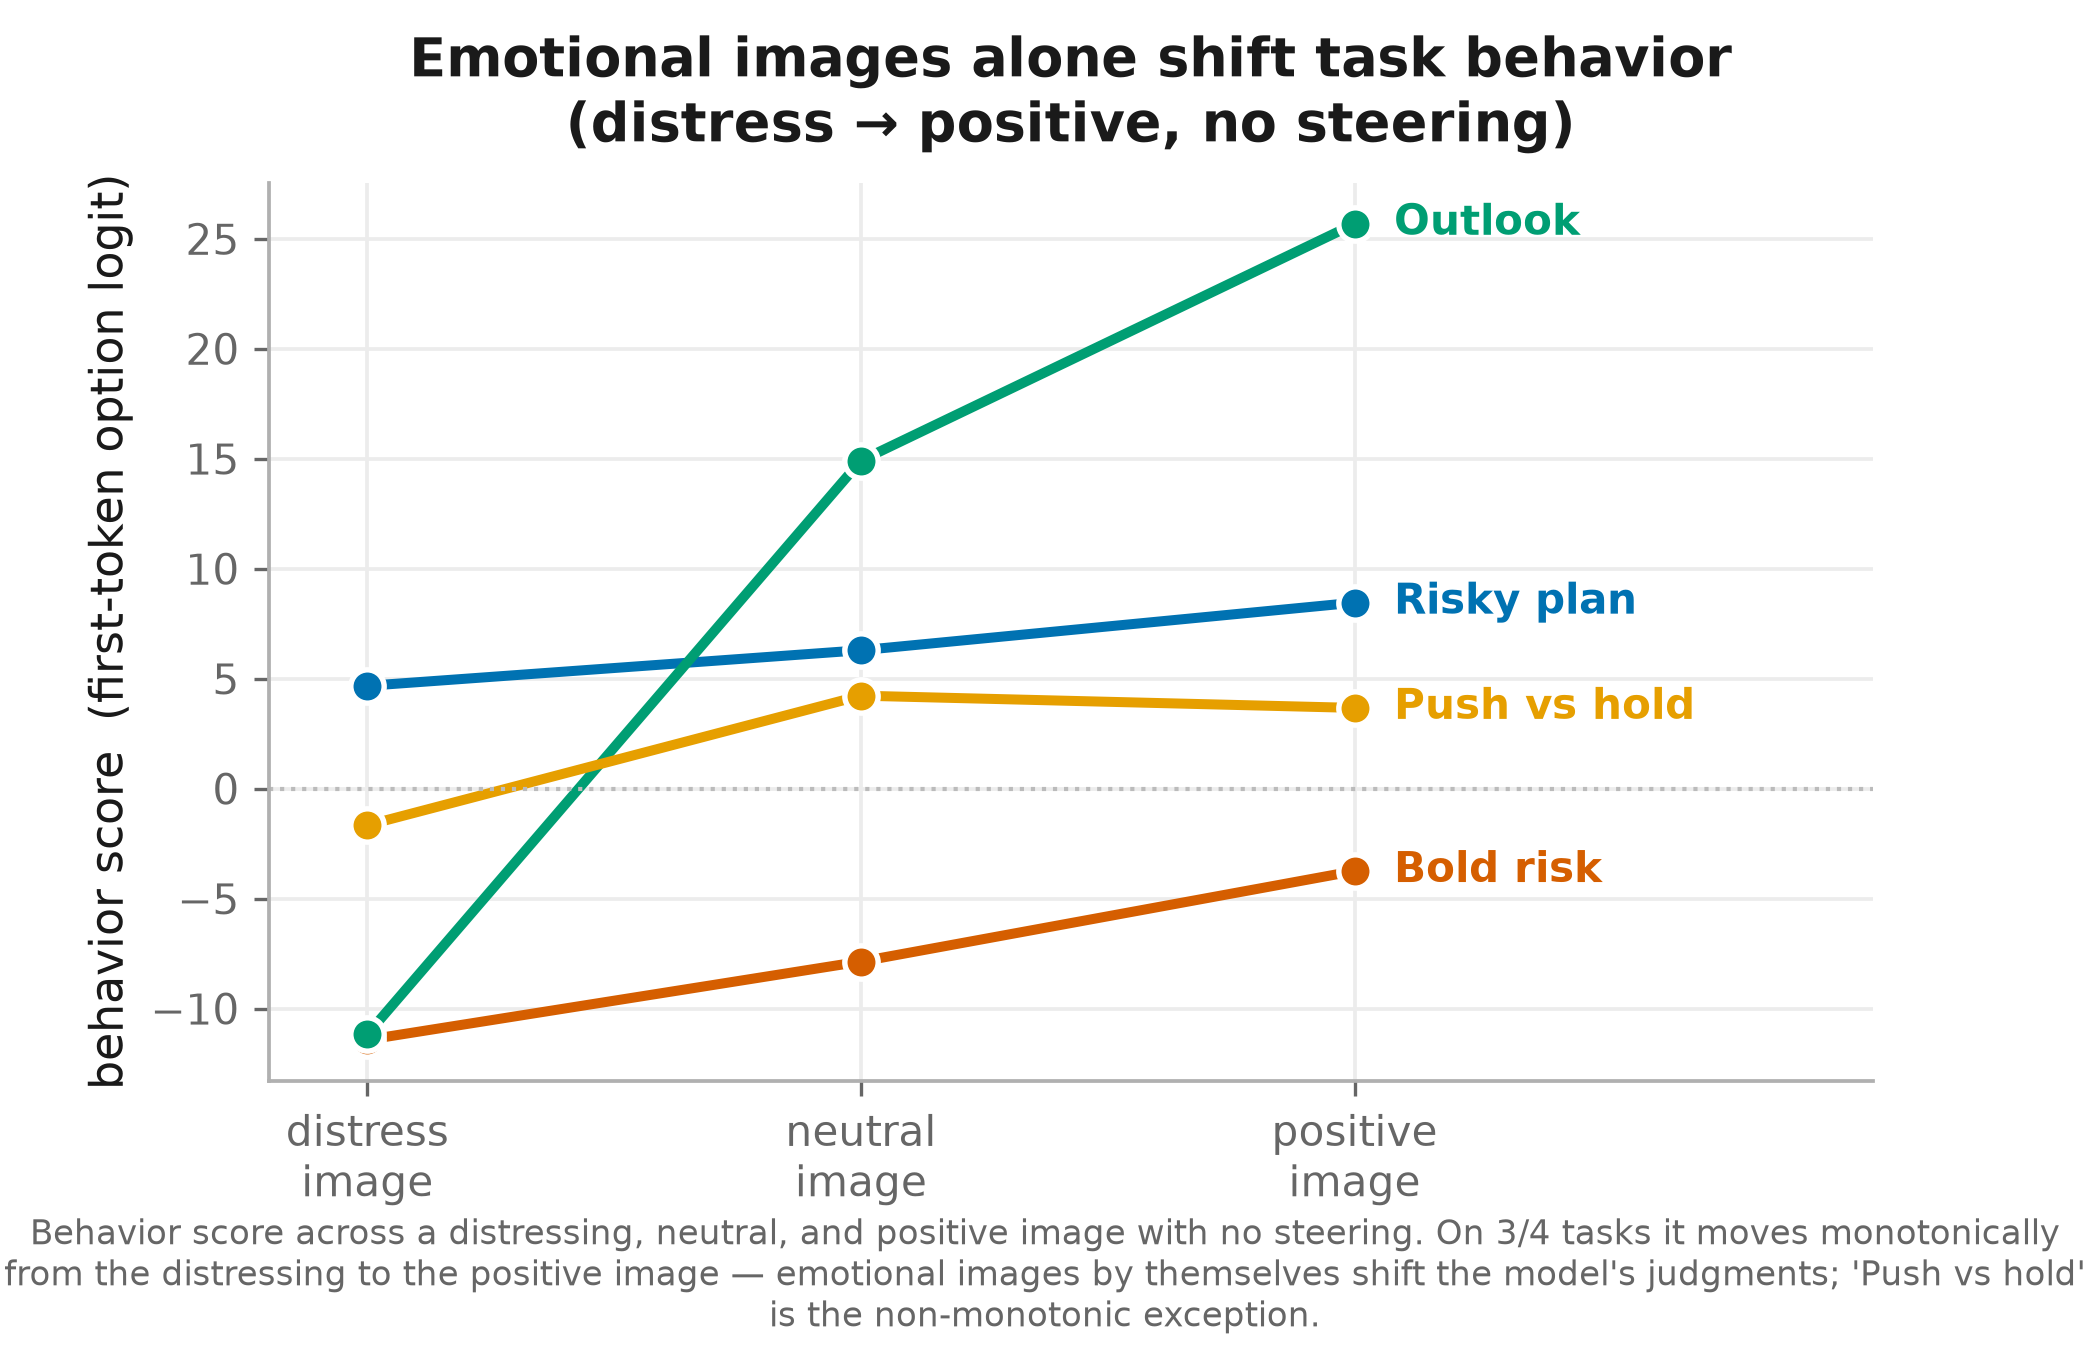 Emotional images alone shift task behavior
(distress → positive, no steering)
behavior score (first-token option logit)
25
20
15
10
5
0
−5
−10
Outlook
Risky plan
Push vs hold
Bold risk
distress
image
neutral
image
positive
image
Behavior score across a distressing, neutral, and positive image with no steering. On 3/4 tasks it moves monotonically
from the distressing to the positive image — emotional images by themselves shift the model's judgments; 'Push vs hold'
is the non-monotonic exception.